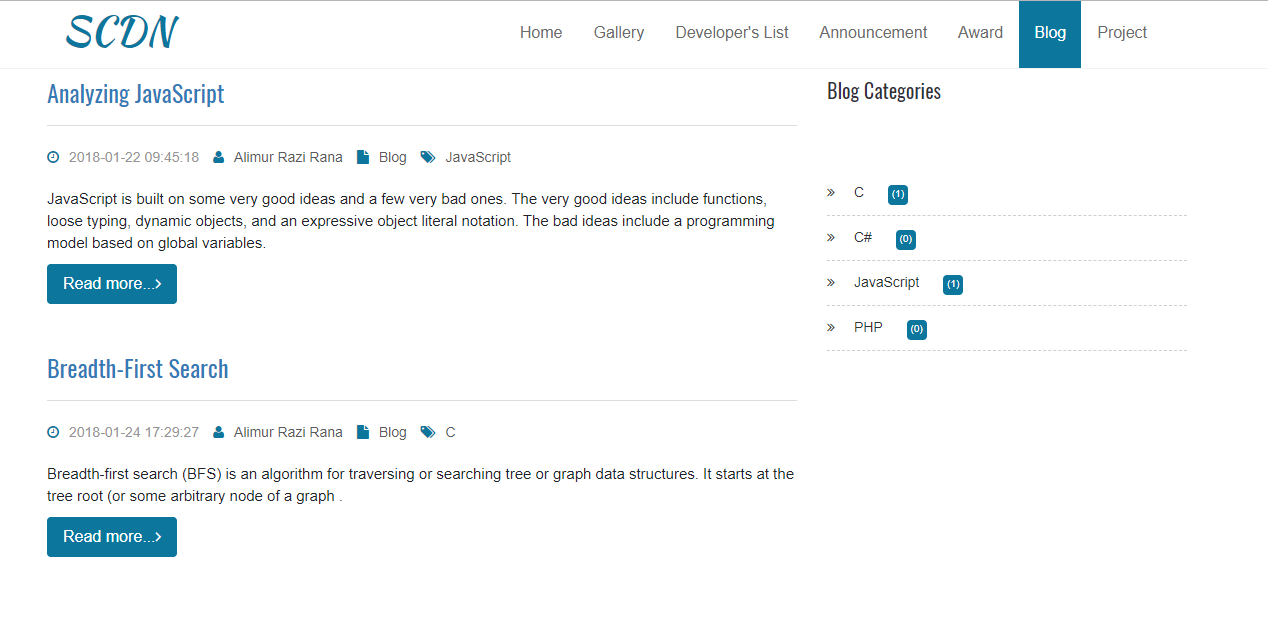 SCDN
Home Gallery Developer's List Announcement Award Blog Project
Analyzing JavaScript
2018-01-22 09:45:18 Alimur Razi Rana Blog JavaScript
JavaScript is built on some very good ideas and a few very bad ones. The very good ideas include functions,
loose typing, dynamic objects, and an expressive object literal notation. The bad ideas include a programming
model based on global variables.
Read more...
Breadth-First Search
2018-01-24 17:29:27 Alimur Razi Rana Blog C
Breadth-first search (BFS) is an algorithm for traversing or searching tree or graph data structures. It starts at the
tree root (or some arbitrary node of a graph .
Read more...
Blog Categories
C (1)
C# (0)
JavaScript (1)
PHP (0)